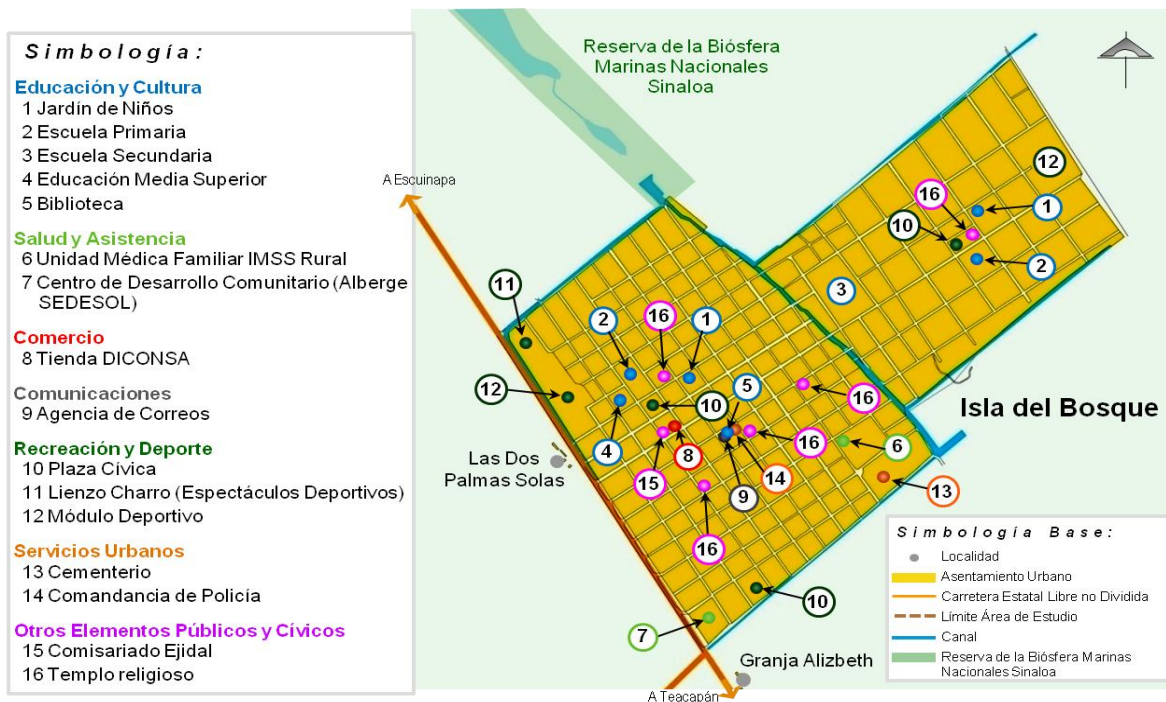 Simbología:
Educación y Cultura
1 Jardín de Niños
2 Escuela Primaria
3 Escuela Secundaria
4 Educación Media Superior
5 Biblioteca
Salud y Asistencia
6 Unidad Médica Familiar IMSS Rural
7 Centro de Desarrollo Comunitario (Alberge
SEDESOL)
Comercio
8 Tienda DICONSA
Comunicaciones
9 Agencia de Correos
Recreación y Deporte
10 Plaza Cívica
11 Lienzo Charro (Espectáculos Deportivos)
12 Módulo Deportivo
Servicios Urbanos
13 Cementerio
14 Comandancia de Policía
Otros Elementos Públicos y Cívicos
15 Comisariado Ejidal
16 Templo religioso
Reserva de la Biósfera
Marinas Nacionales
Sinaloa
A Escuinapa
12
16
1
10
2
11
3
2
16
1
12
5
10
16
4
Isla del Bosque
Las Dos
Palmas Solas
15
8
9
14
16
6
13
16
10
7
Granja Alizbeth
A Teacapán
Simbología Base:
Localidad
Asentamiento Urbano
Carretera Estatal Libre no Dividida
Límite Área de Estudio
Canal
Reserva de la Biósfera Marinas
Nacionales Sinaloa